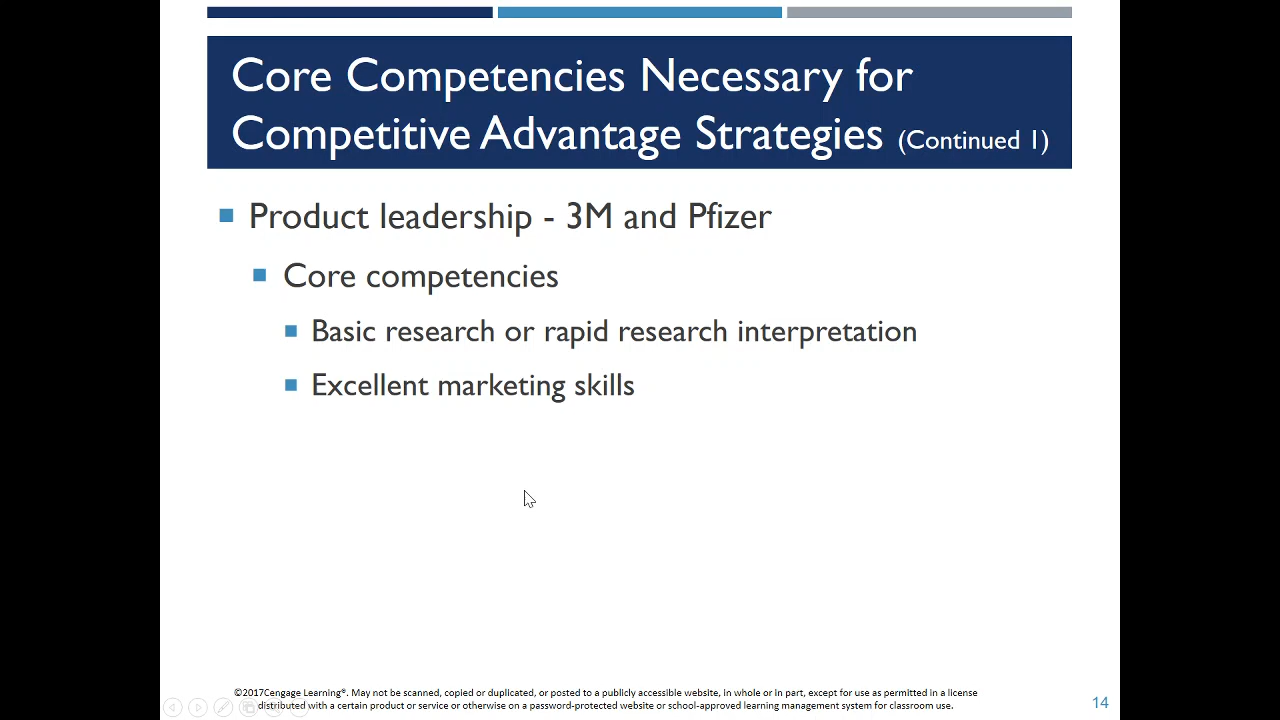 Core Competencies Necessary for
Competitive Advantage Strategies (Continued 1)
Product leadership - 3M and Pfizer
Core competencies
Basic research or rapid research interpretation
Excellent marketing skills
©2017Cengage Learning®. May not be scanned, copied or duplicated, or posted to a publicly accessible website, in whole or in part, except for use as permitted in a license
distributed with a certain product or service or otherwise on a password-protected website or school-approved learning management system for classroom use.
14